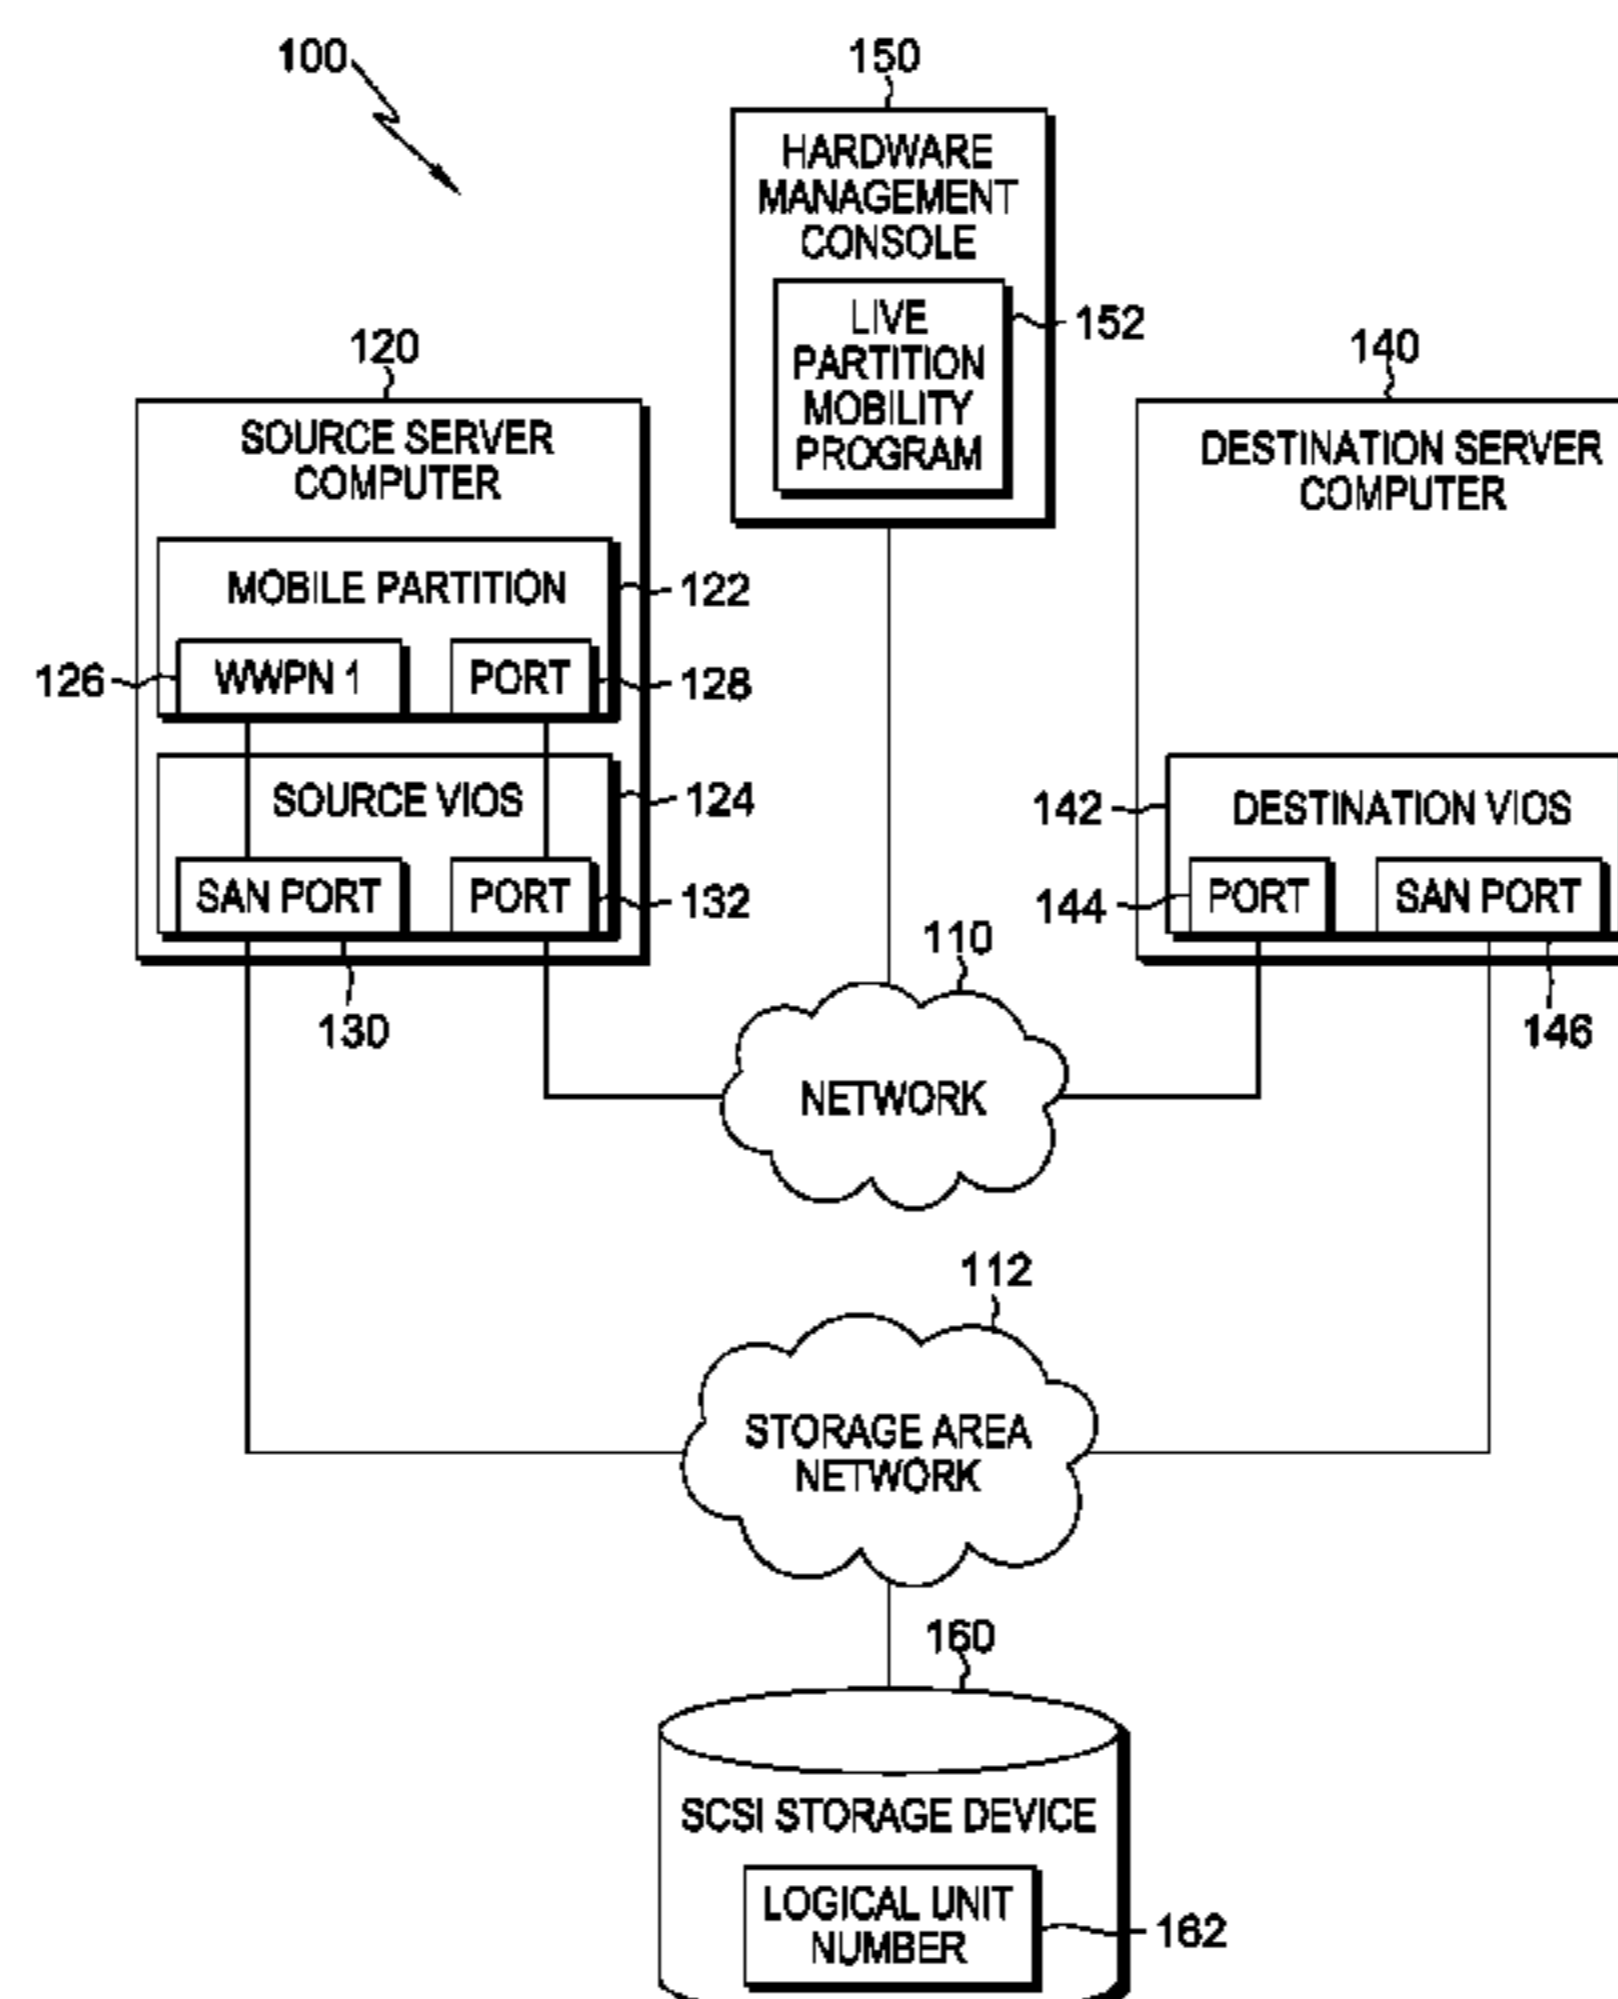 100
150
HARDWARE
MANAGEMENT
CONSOLE
LIVE
PARTITION
MOBILITY
PROGRAM
152
120
SOURCE SERVER
COMPUTER
MOBILE PARTITION
122
126
WWPN 1
PORT
128
SOURCE VIOS
124
SAN PORT
PORT
132
130
140
DESTINATION SERVER
COMPUTER
142
DESTINATION VIOS
144
PORT
SAN PORT
146
110
NETWORK
112
STORAGE AREA
NETWORK
160
SCSI STORAGE DEVICE
LOGICAL UNIT
NUMBER
162